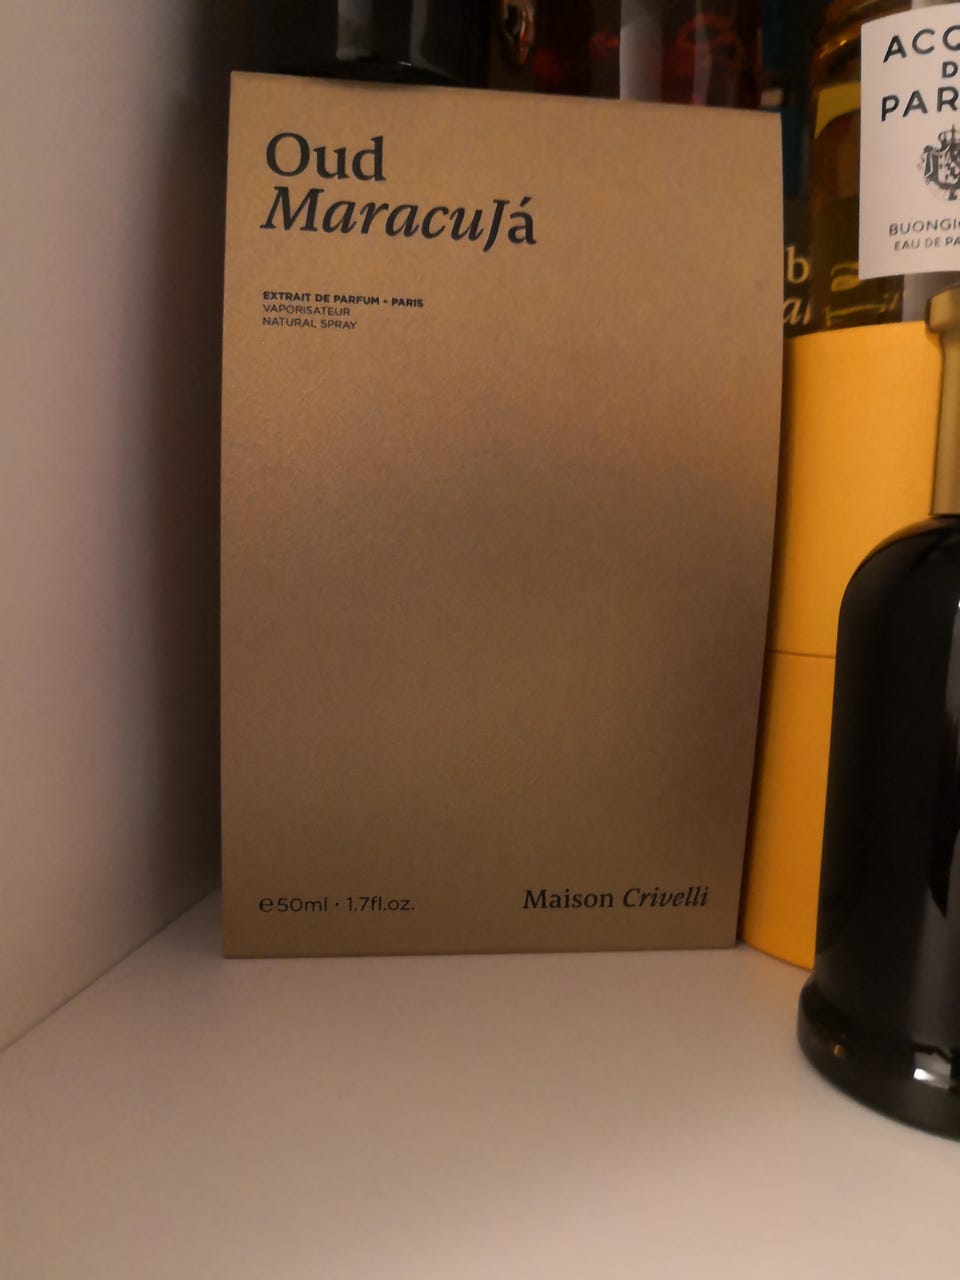 Oud
MaracuJá
EXTRAIT DE PARFUM • PARIS
VAPORISATEUR
NATURAL SPRAY
℮50ml · 1.7fl.oz.
Maison Crivelli
ACQ
D
PAR
BUONGI
EAU DE PA
b
al